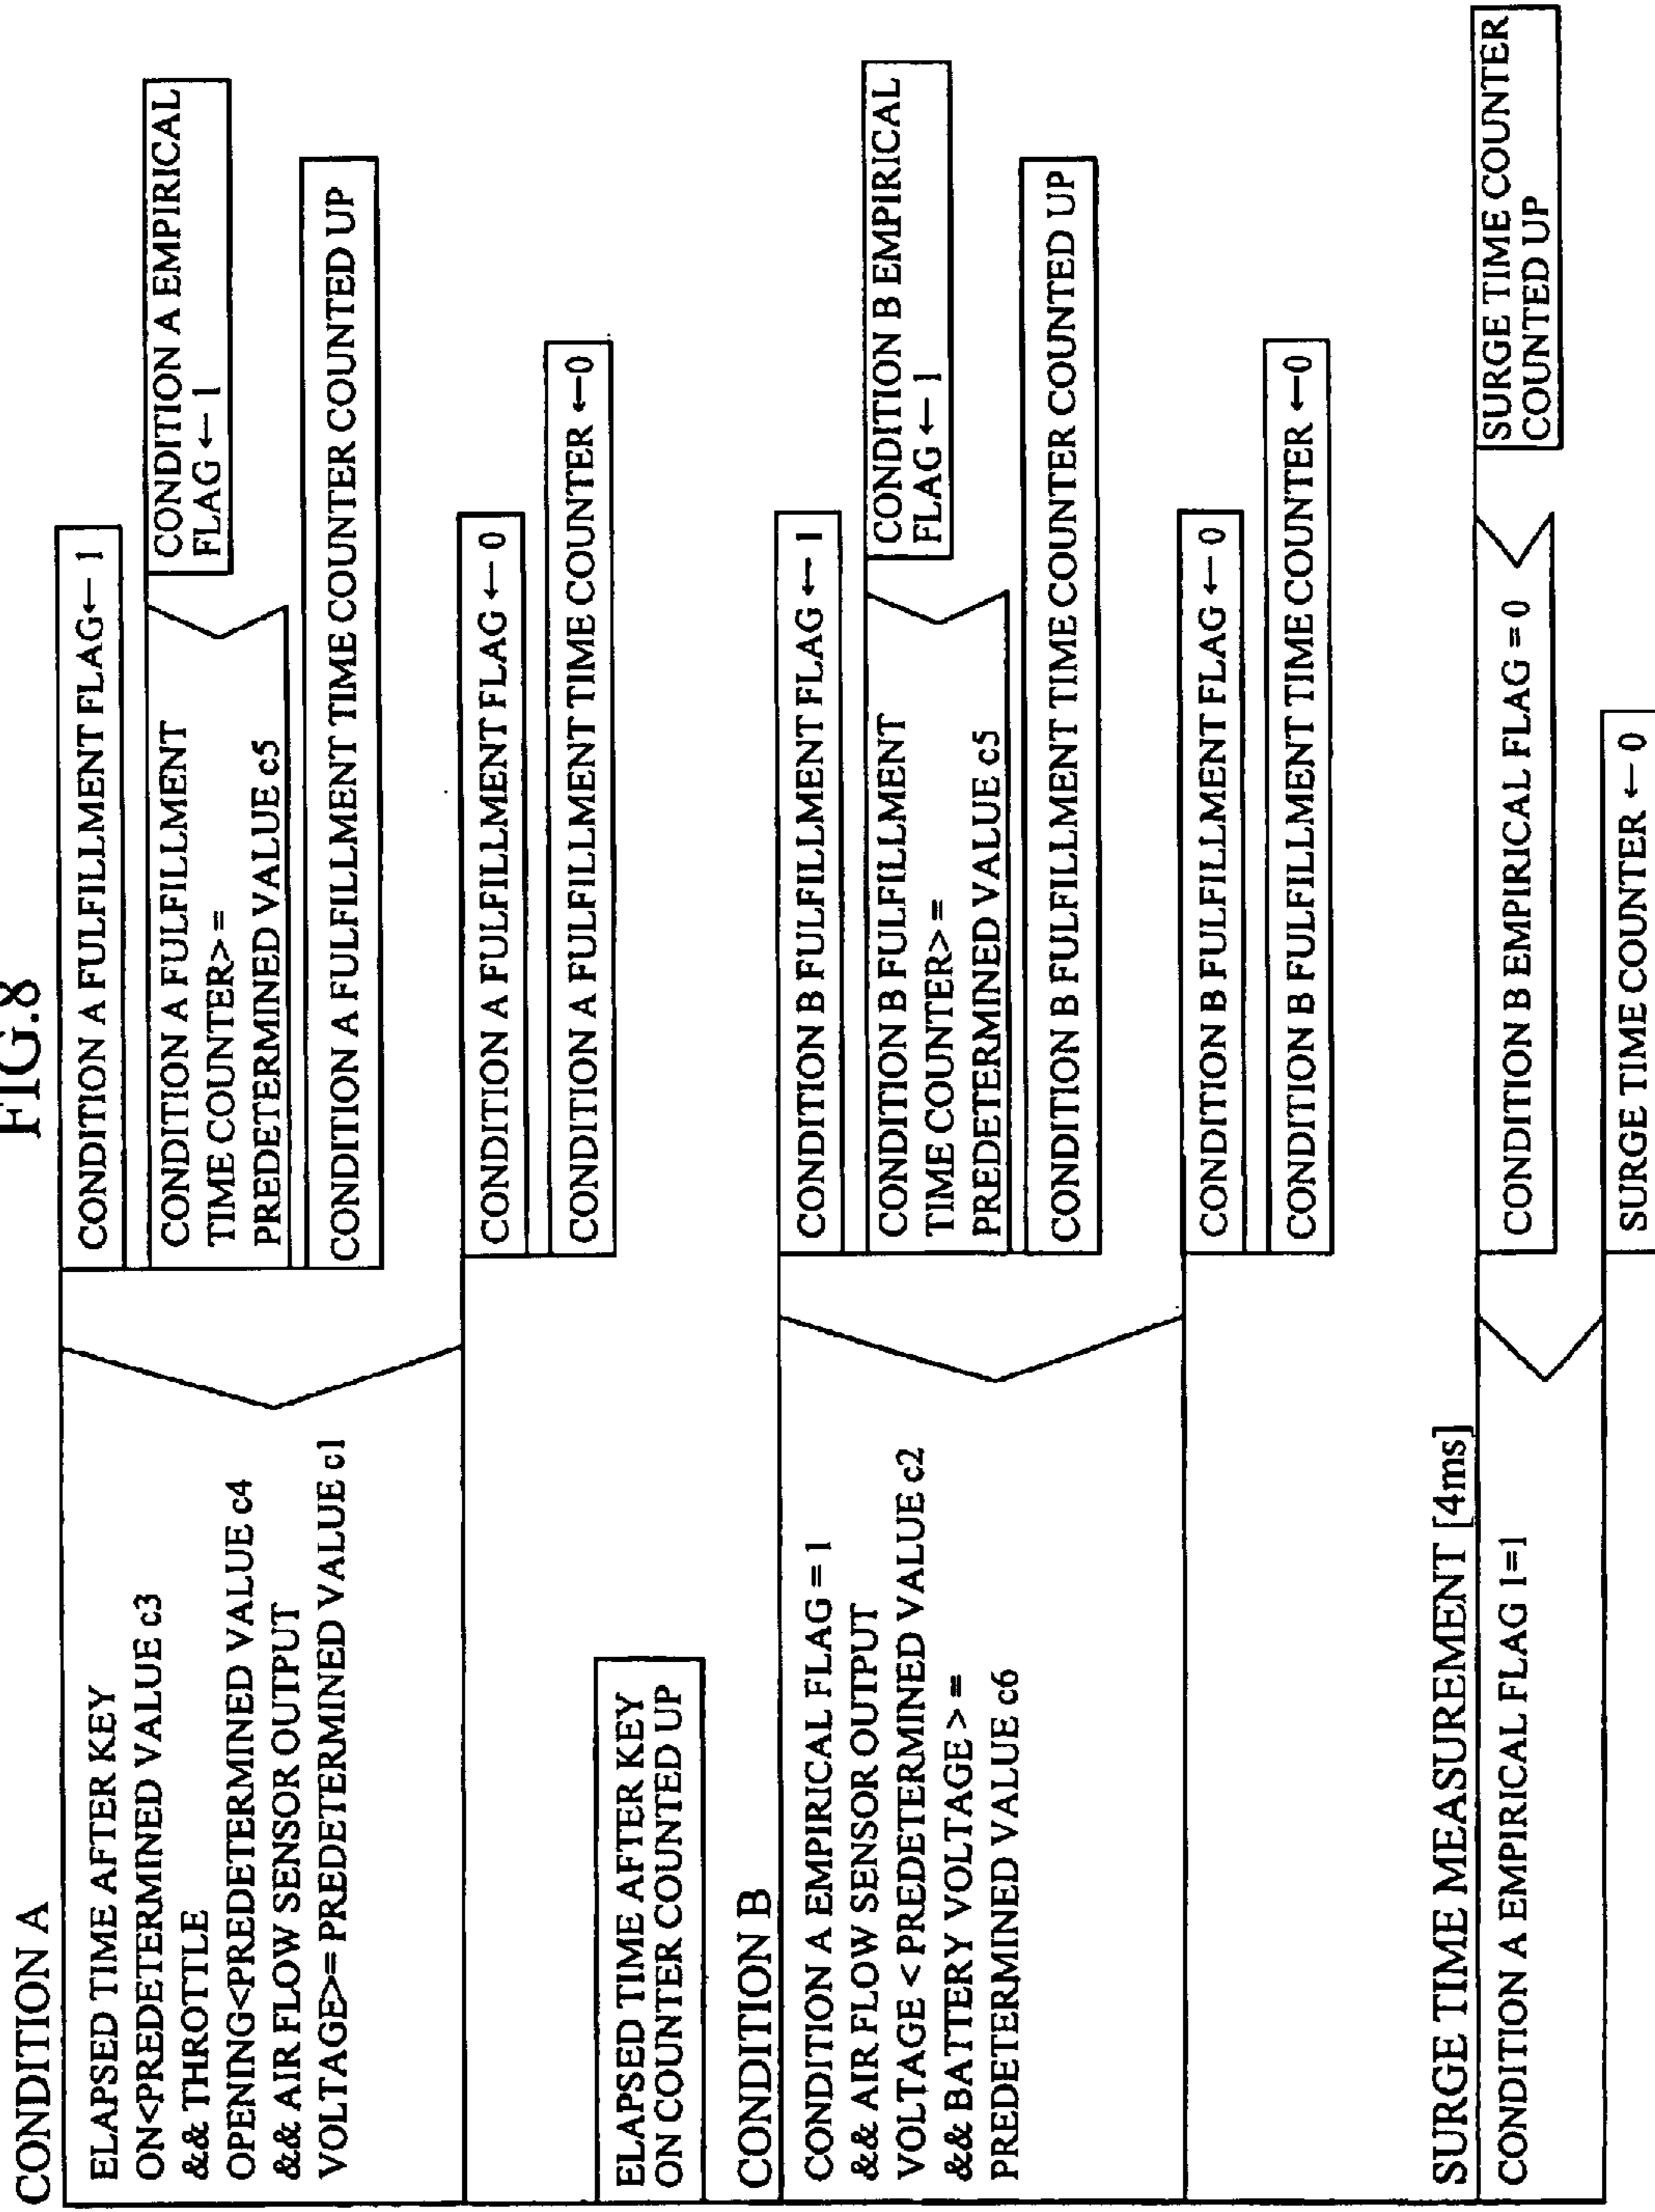 FIG.8
CONDITION A
ELAPSED TIME AFTER KEY
ON<PREDETERMINED VALUE c3
&& THROTTLE
OPENING<PREDETERMINED VALUE c4
&& AIR FLOW SENSOR OUTPUT
VOLTAGE>= PREDETERMINED VALUE c1
CONDITION A FULFILLMENT FLAG← 1
CONDITION A FULFILLMENT
TIME COUNTER>=
PREDETERMINED VALUE c5
CONDITION A EMPIRICAL
FLAG ← 1
CONDITION A FULFILLMENT TIME COUNTER COUNTED UP
CONDITION A FULFILLMENT FLAG ← 0
CONDITION A FULFILLMENT TIME COUNTER ←0
ELAPSED TIME AFTER KEY
ON COUNTER COUNTED UP
CONDITION B
CONDITION A EMPIRICAL FLAG = 1
&& AIR FLOW SENSOR OUTPUT
VOLTAGE < PREDETERMINED VALUE c2
&& BATTERY VOLTAGE > =
PREDETERMINED VALUE c6
CONDITION B FULFILLMENT FLAG ← 1
CONDITION B FULFILLMENT
TIME COUNTER> =
PREDETERMINED VALUE c5
CONDITION B EMPIRICAL
FLAG ← 1
CONDITION B FULFILLMENT TIME COUNTER COUNTED UP
CONDITION B FULFILLMENT FLAG ← 0
CONDITION B FULFILLMENT TIME COUNTER ←0
SURGE TIME MEASUREMENT [4ms]
CONDITION A EMPIRICAL FLAG 1=1
CONDITION B EMPIRICAL FLAG = 0
SURGE TIME COUNTER
COUNTED UP
SURGE TIME COUNTER ← 0